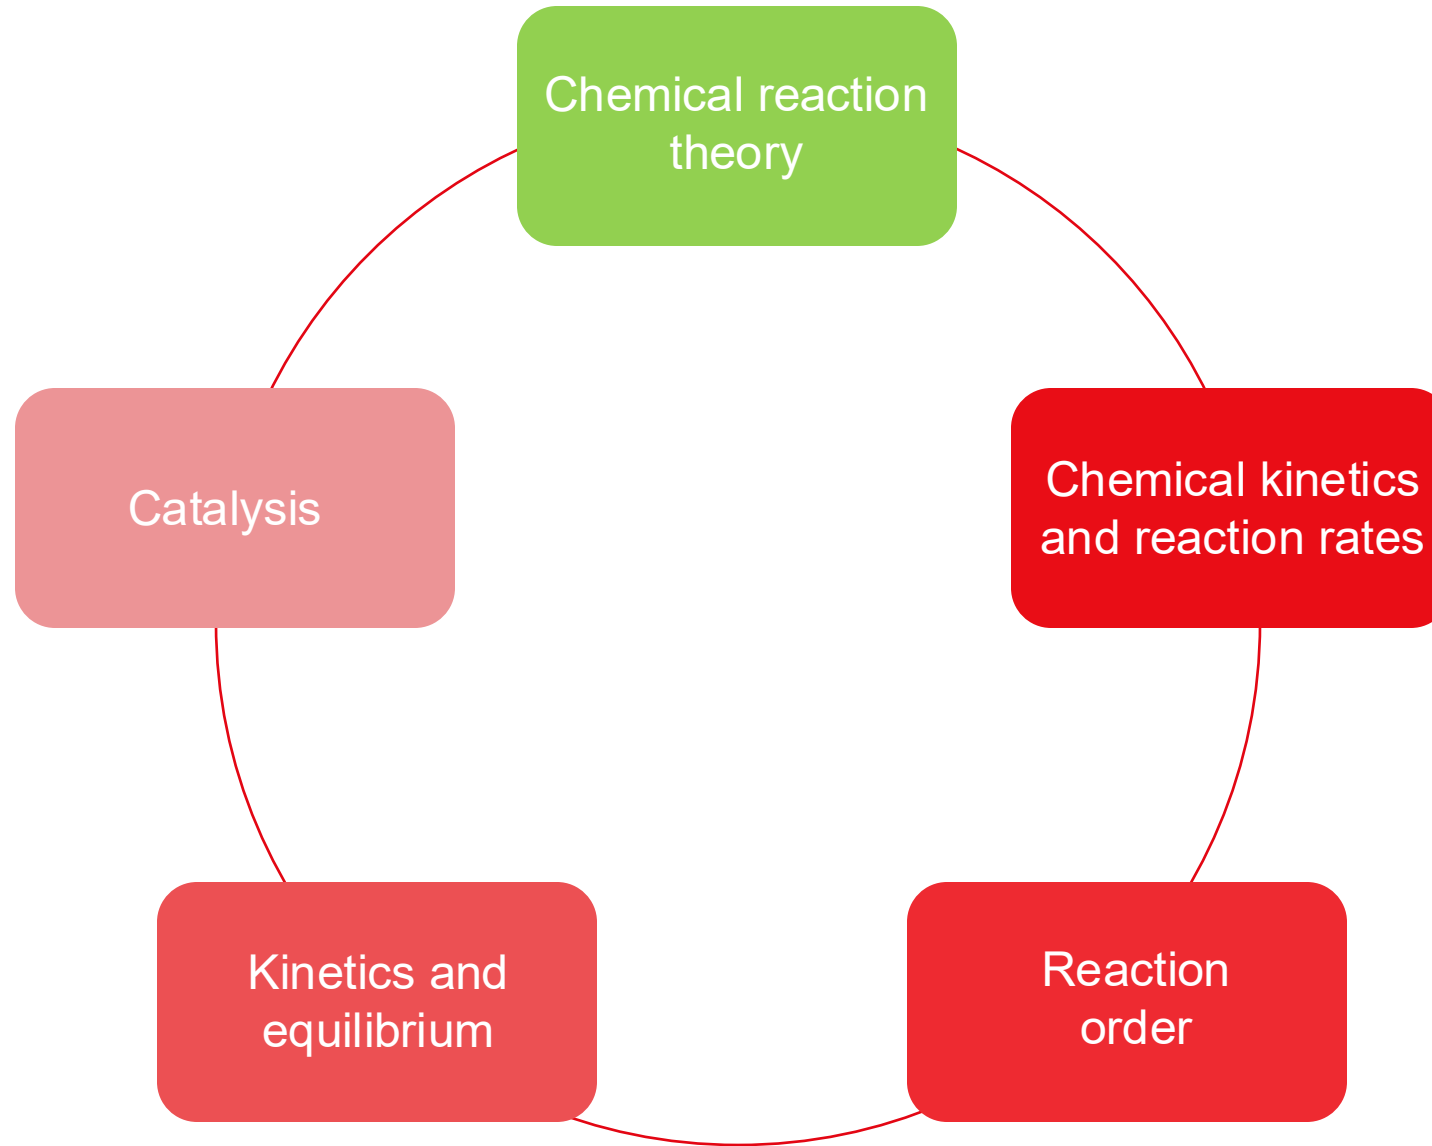 Chemical reaction
theory
Chemical kinetics
and reaction rates
Reaction
order
Kinetics and
equilibrium
Catalysis